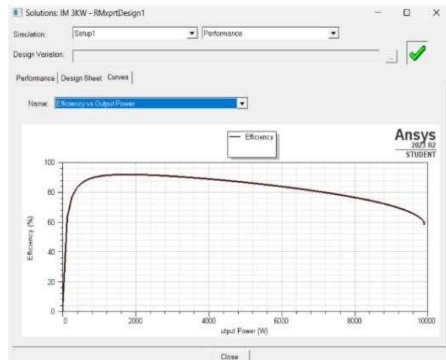 Solutions: IM 3KW - RMxprtDesign1
Simulation: Setup1 Performance
Design Variation: ...
Performance Design Sheet Curves
Name: Efficiency vs Output Power
Efficiency
Ansys
2023 R2
STUDENT
100
80
60
40
20
0
Efficiency (%)
0 2000 4000 6000 8000 10000
utput Power (W)
Close